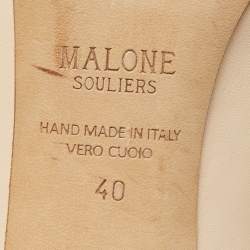 MALONE
SOULIERS
HAND MADE IN ITALY
VERO CUOIO
40